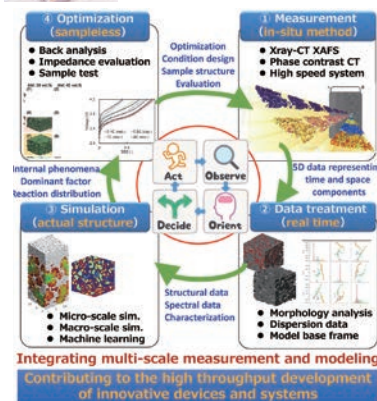 ④ Optimization
(sampleless)
● Back analysis
● Impedance evaluation
● Sample test
Optimization
Condition design
Sample structure
Evaluation
① Measurement
(in-situ method)
● Xray-CT XAFS
● Phase contrast CT
● High speed system
Internal phenomena
Dominant factor
Reaction distribution
Act
Observe
Decide
Orient
5D data representin
time and space
components
③ Simulation
(actual structure)
● Micro-scale sim.
● Macro-scale sim.
● Machine learning
Structural data
Spectral data
Characterization
② Data treatment
(real time)
● Morphology analysis
● Dispersion data
● Model base frame
Integrating multi-scale measurement and modeling
Contributing to the high throughput development
of innovative devices and systems